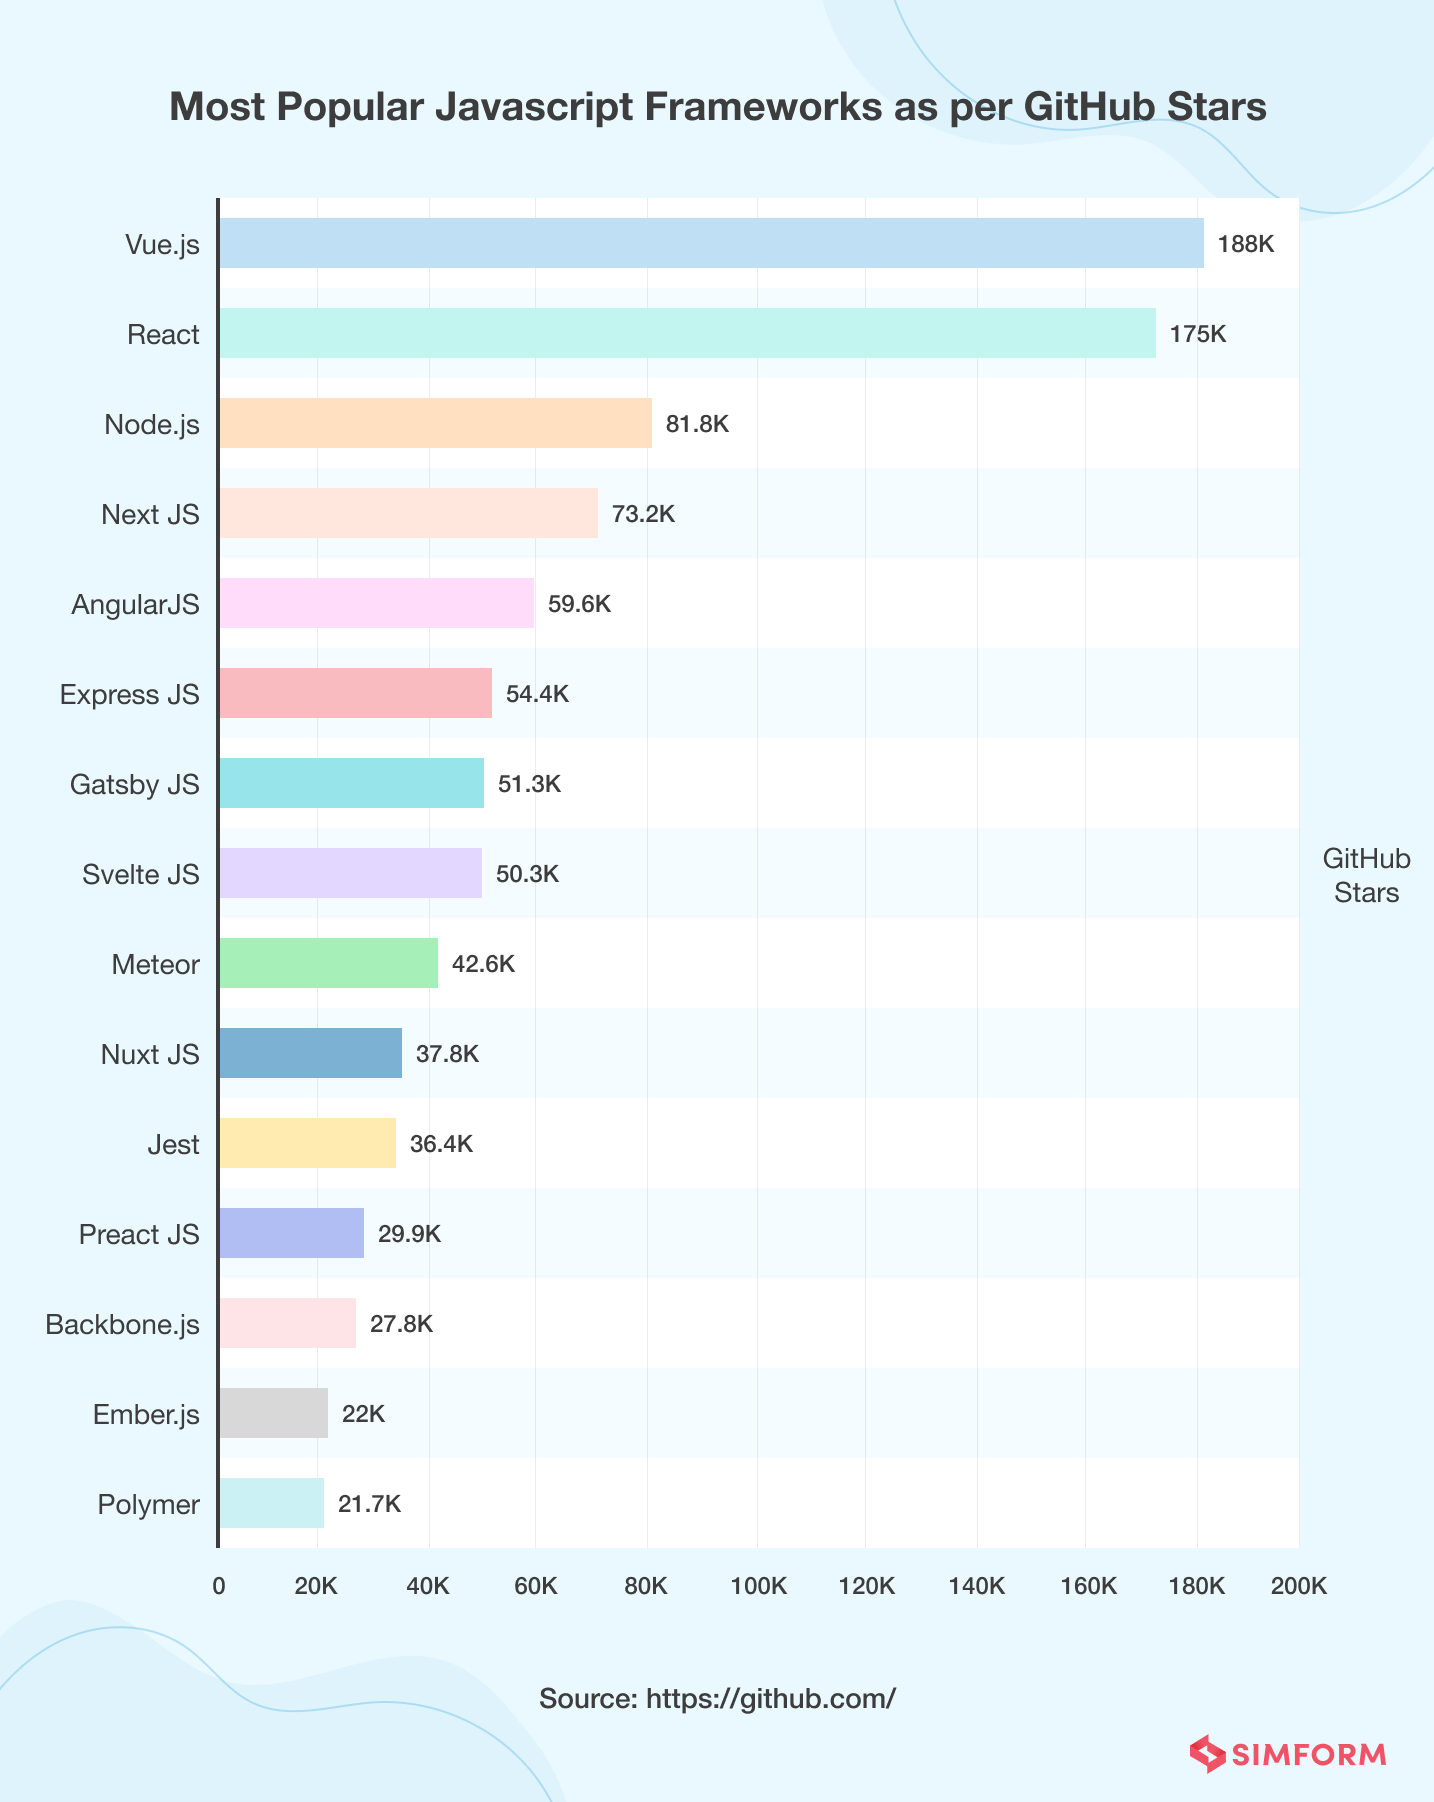 Most Popular Javascript Frameworks as per GitHub Stars
Vue.js 188K
React 175K
Node.js 81.8K
Next JS 73.2K
AngularJS 59.6K
Express JS 54.4K
Gatsby JS 51.3K
Svelte JS 50.3K
GitHub
Stars
Meteor 42.6K
Nuxt JS 37.8K
Jest 36.4K
Preact JS 29.9K
Backbone.js 27.8K
Ember.js 22K
Polymer 21.7K
0 20K 40K 60K 80K 100K 120K 140K 160K 180K 200K
Source: https://github.com/
SIMFORM